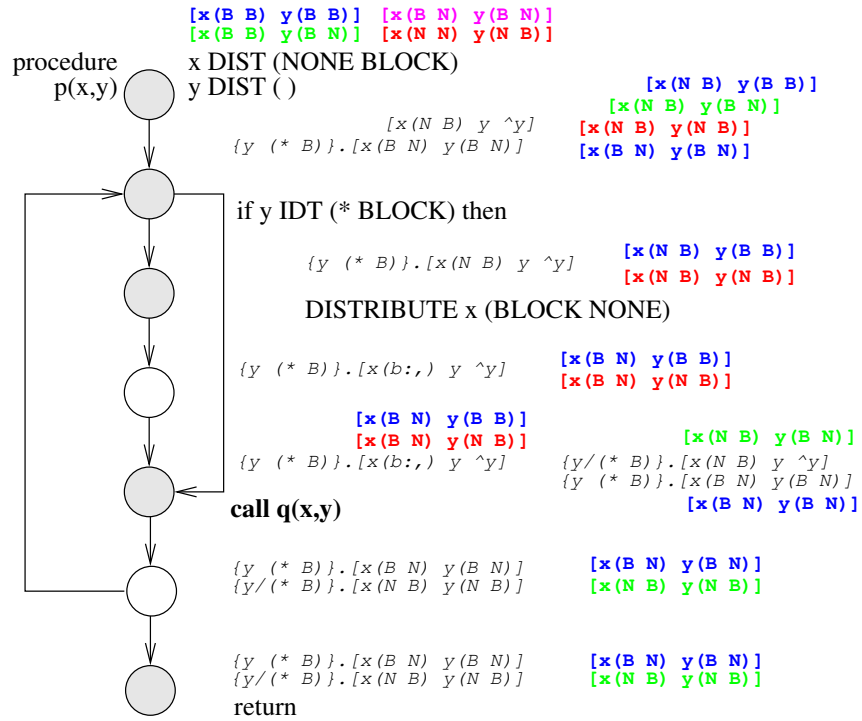 [x(B B) y(B B)] [x(B N) y(B N)]
[x(B B) y(B N)] [x(N N) y(N B)]
procedure x DIST (NONE BLOCK)
p(x,y) y DIST ( )
[x(N B) y(B B)]
[x(N B) y(B N)]
[x(N B) y ^y] [x(N B) y(N B)]
{y (* B)}.[x(B N) y(B N)] [x(B N) y(B N)]
if y IDT (* BLOCK) then
{y (* B)}.[x(N B) y ^y] [x(N B) y(B B)]
[x(N B) y(N B)]
DISTRIBUTE x (BLOCK NONE)
{y (* B)}.[x(b:,) y ^y] [x(B N) y(B B)]
[x(B N) y(N B)]
[x(B N) y(B B)]
[x(B N) y(N B)] [x(N B) y(B N)]
{y (* B)}.[x(b:,) y ^y] {y/(* B)}.[x(N B) y ^y]
{y (* B)}.[x(B N) y(B N)]
call q(x,y) [x(B N) y(B N)]
{y (* B)}.[x(B N) y(B N)] [x(B N) y(B N)]
{y/(* B)}.[x(N B) y(N B)] [x(N B) y(N N)]
{y (* B)}.[x(B N) y(B N)] [x(B N) y(B N)]
{y/(* B)}.[x(N B) y(N B)] [x(N B) y(N N)]
return